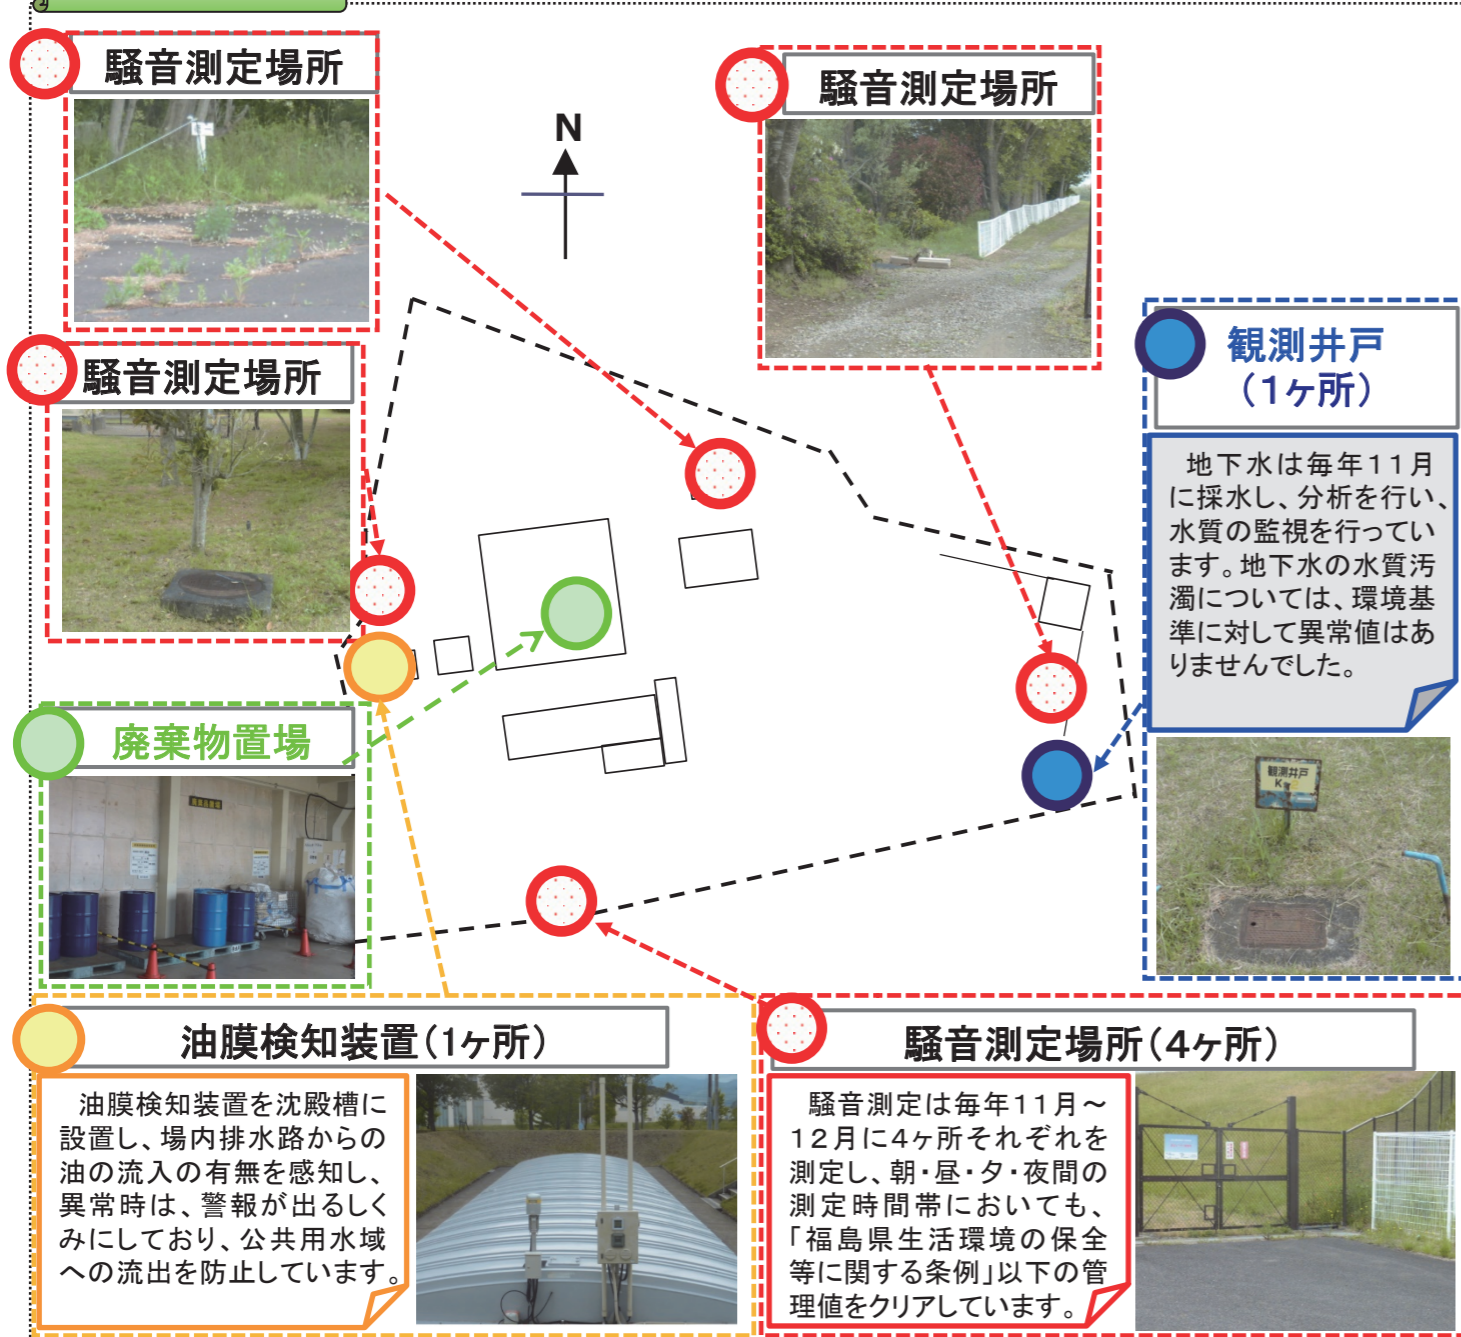 騒音測定場所
騒音測定場所
N
騒音測定場所
観測井戸
(1ヶ所)
地下水は毎年11月
に採水し、分析を行い、
水質の監視を行ってい
ます。地下水の水質汚
濁については、環境基
準に対して異常値はあ
りませんでした。
観測井戸
K
廃棄物置場
油膜検知装置(1ヶ所)
油膜検知装置を沈殿槽に
設置し、場内排水路からの
油の流入の有無を感知し、
異常時は、警報が出るしく
みにしており、公共用水域
への流出を防止しています。
騒音測定場所(4ヶ所)
騒音測定は毎年11月～
12月に4ヶ所それぞれを
測定し、朝・昼・夕・夜間の
測定時間帯においても、
「福島県生活環境の保全
等に関する条例」以下の管
理値をクリアしています。